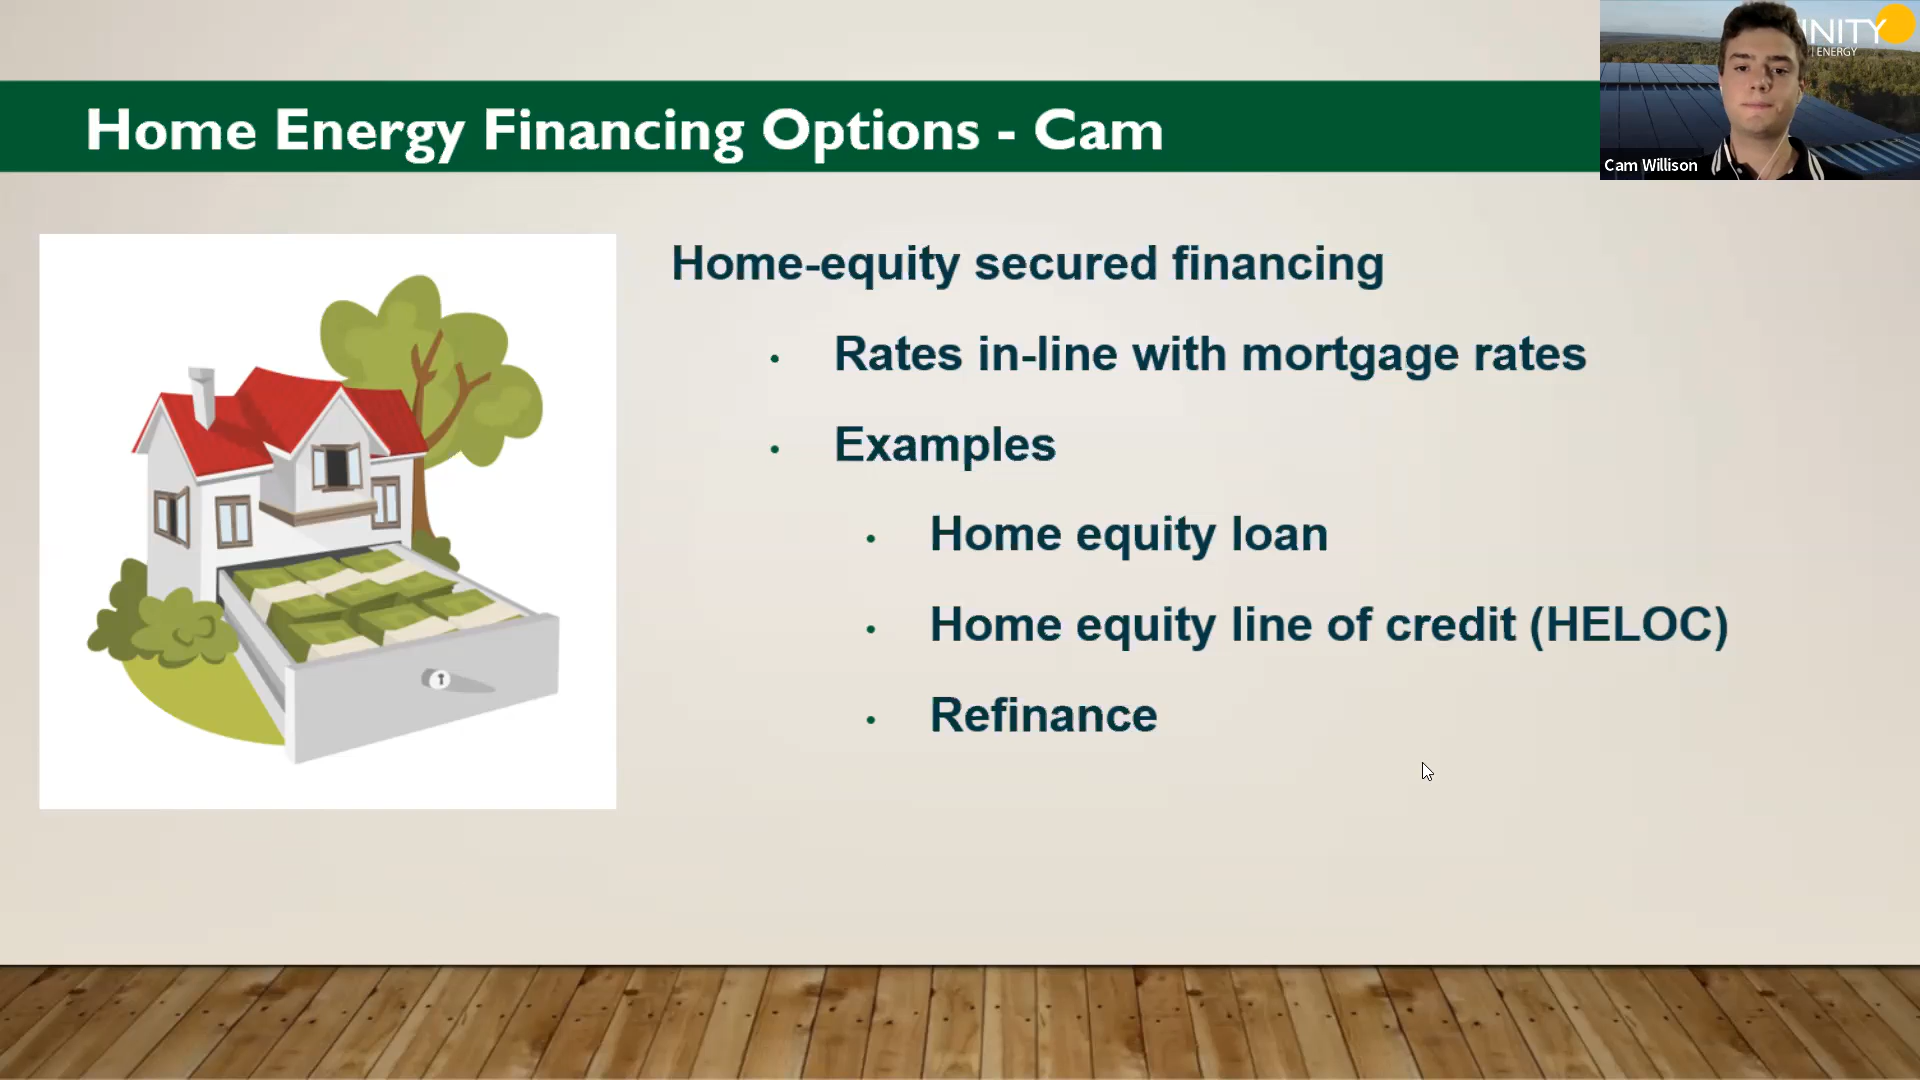 Home Energy Financing Options - Cam
INITY
ENERGY
Cam Willison
Home-equity secured financing
• Rates in-line with mortgage rates
• Examples
• Home equity loan
• Home equity line of credit (HELOC)
• Refinance